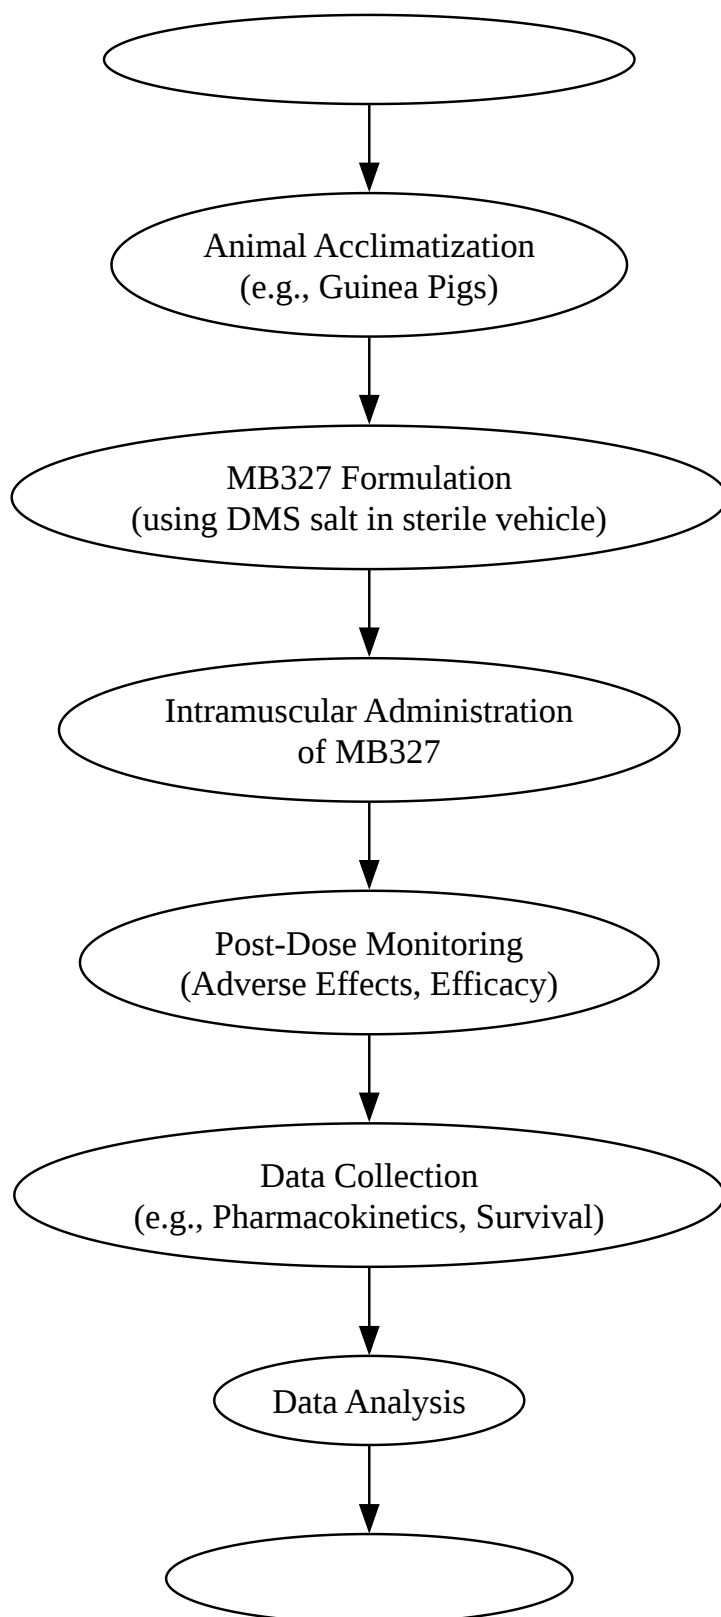 Animal Acclimatization
(e.g., Guinea Pigs)
MB327 Formulation
(using DMS salt in sterile vehicle)
Intramuscular Administration
of MB327
Post-Dose Monitoring
(Adverse Effects, Efficacy)
Data Collection
(e.g., Pharmacokinetics, Survival)
Data Analysis